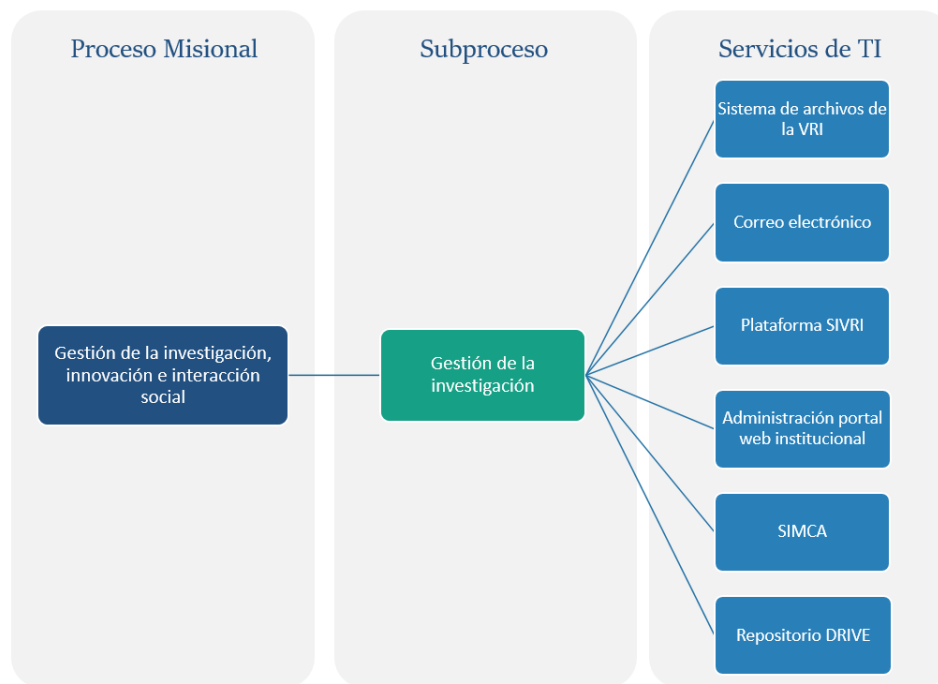 Proceso Misional
Subproceso
Servicios de TI
Gestión de la investigación,
innovación e interacción
social
Gestión de la
investigación
Sistema de archivos de
la VRI
Correo electrónico
Plataforma SIVRI
Administración portal
web institucional
SIMCA
Repositorio DRIVE